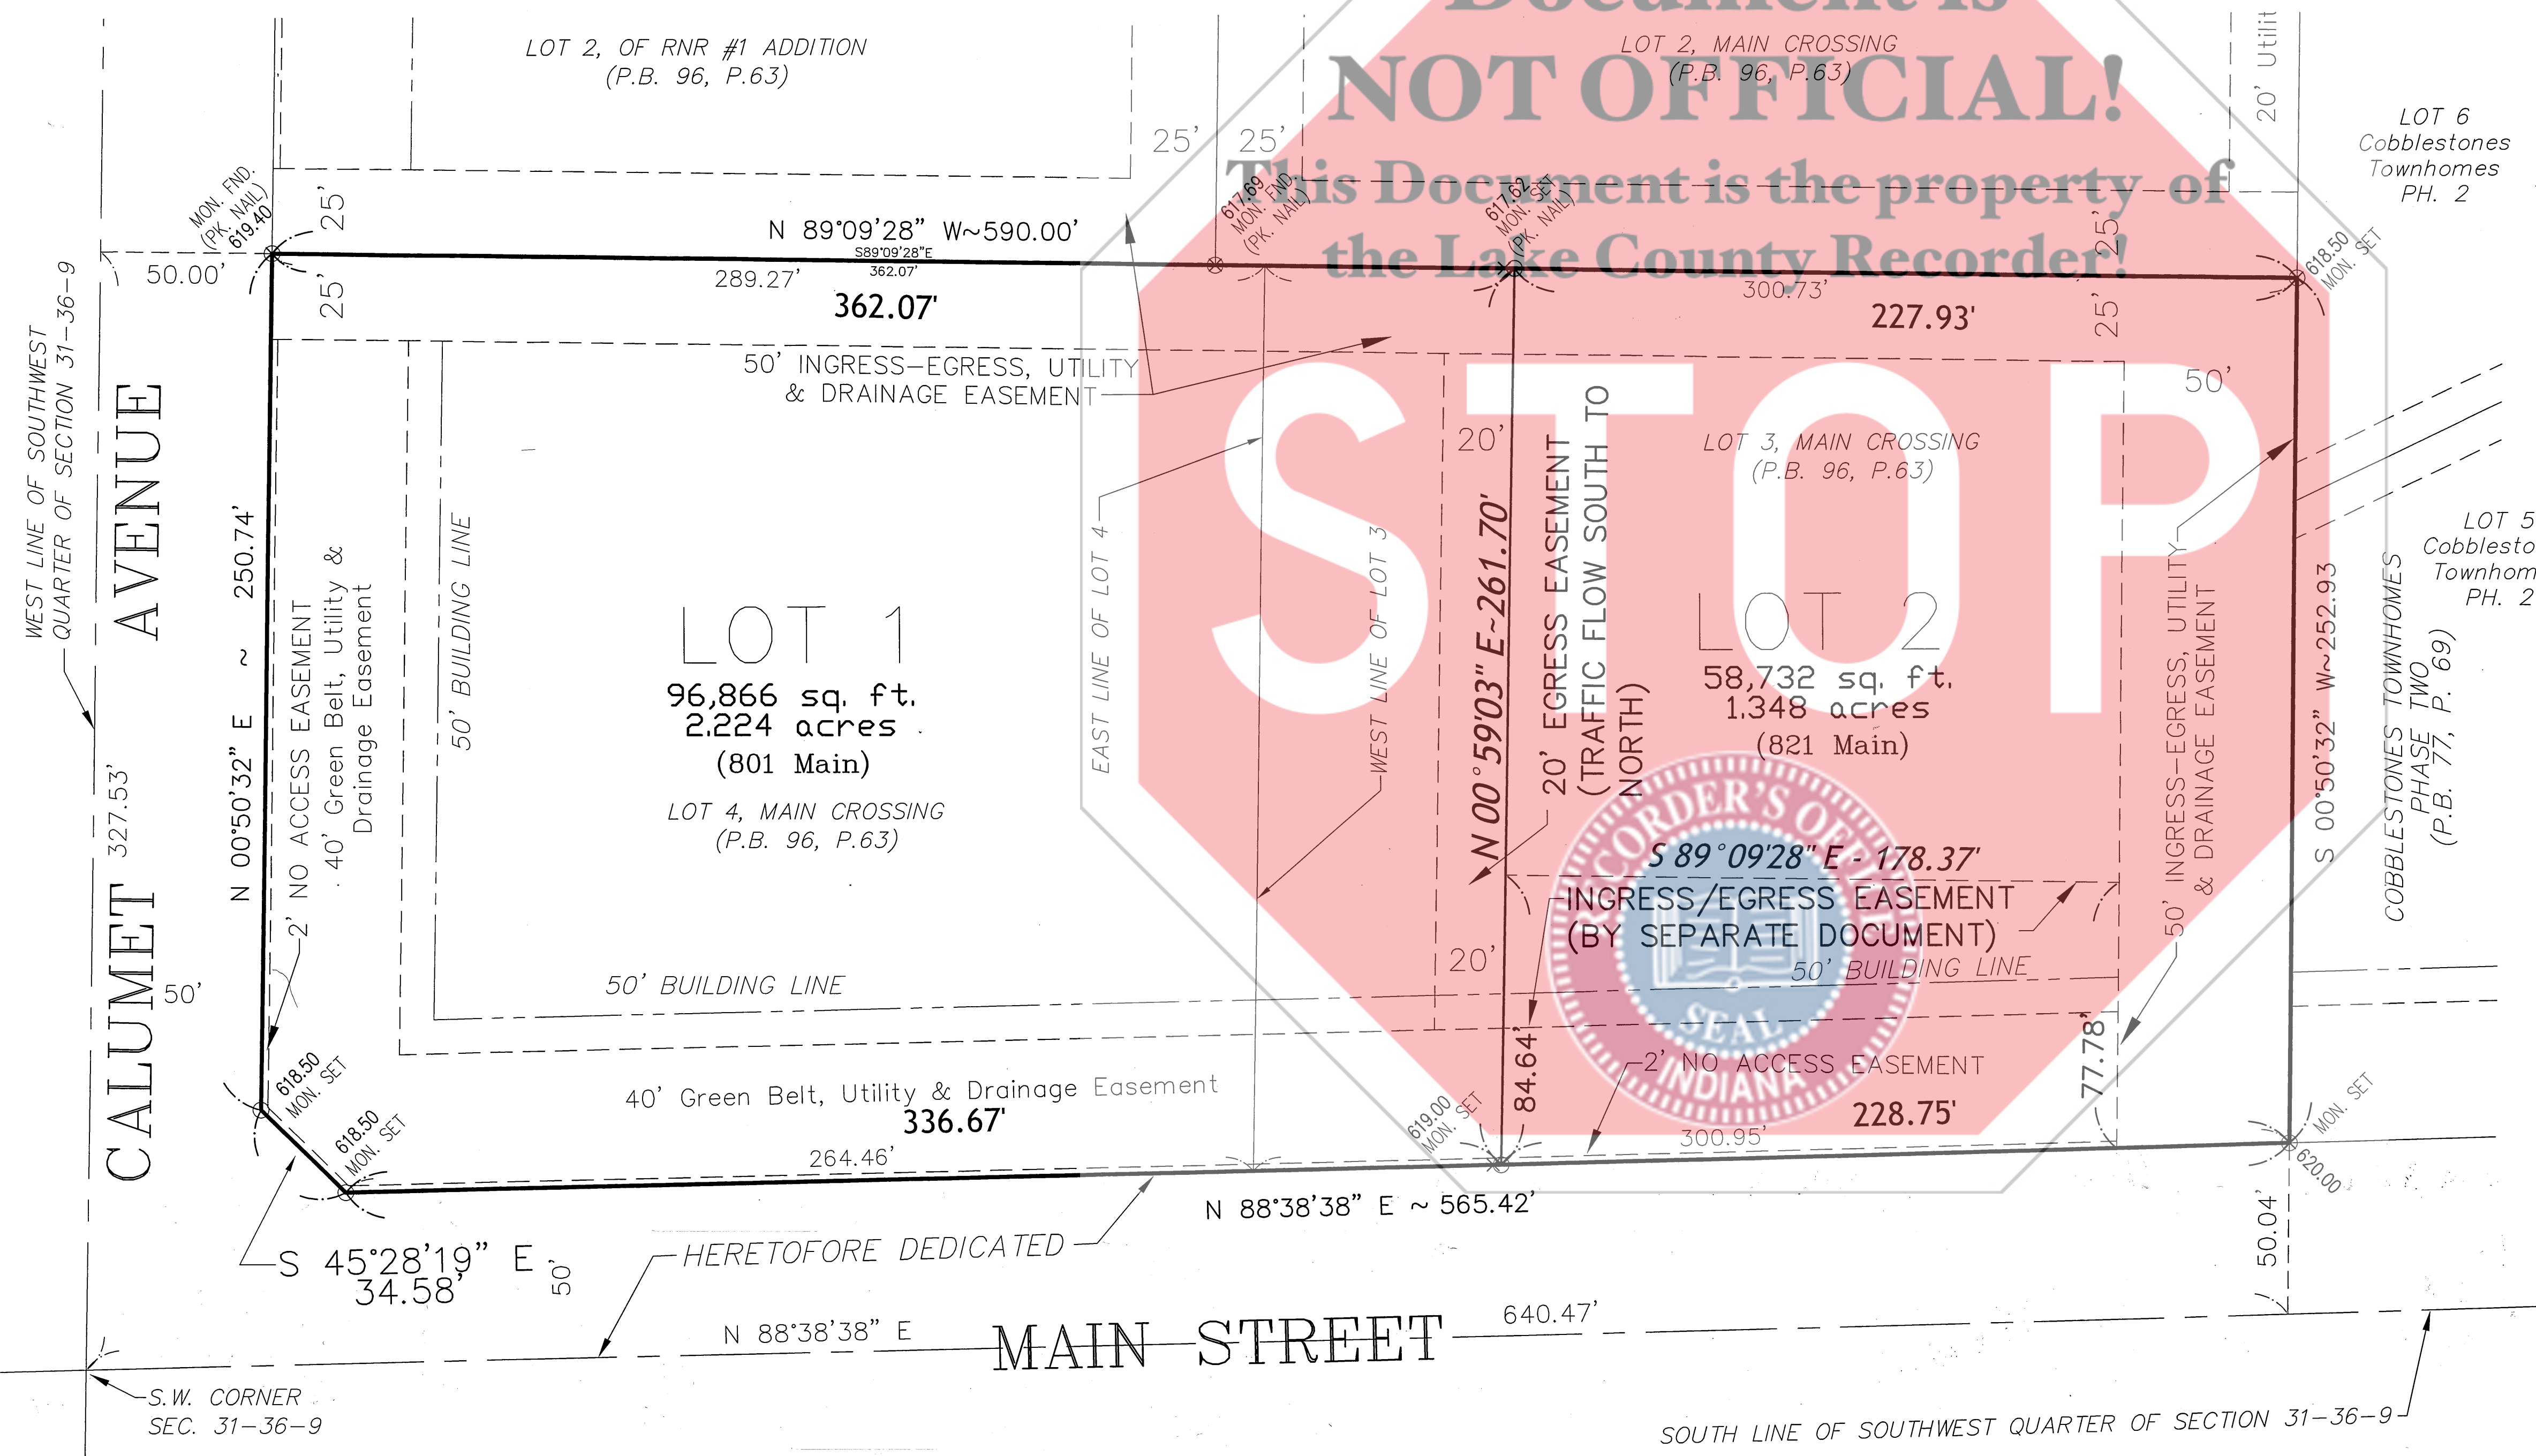 Document is
NOT OFFICIAL!
This Document is the property of
the Lake County Recorder!
STOP
RECORDER'S OFFICE
SEAL
INDIANA
LOT 2, OF RNR #1 ADDITION
(P.B. 96, P.63)
LOT 2, MAIN CROSSING
(P.B. 96, P.63)
20' Utilit
LOT 6
Cobblestones
Townhomes
PH. 2
25'
25'
MON. FND.
(PK. NAIL)
619.40
25'
N 89°09'28" W~590.00'
S89°09'28"E
362.07'
617.69
MON. FND.
(PK. NAIL)
617.62
MON. SET
(PK. NAIL)
25'
618.50
MON. SET
50.00'
25'
289.27'
362.07'
300.73'
227.93'
25'
WEST LINE OF SOUTHWEST
QUARTER OF SECTION 31-36-9
50' INGRESS-EGRESS, UTILITY
& DRAINAGE EASEMENT
50'
CALUMET AVENUE
327.53'
50'
N 00°50'32" E ~ 250.74'
2' NO ACCESS EASEMENT
40' Green Belt, Utility &
Drainage Easement
50' BUILDING LINE
LOT 1
96,866 sq. ft.
2.224 acres
(801 Main)
LOT 4, MAIN CROSSING
(P.B. 96, P.63)
EAST LINE OF LOT 4
WEST LINE OF LOT 3
20'
20'
N 00°59'03" E~261.70'
20' EGRESS EASEMENT
(TRAFFIC FLOW SOUTH TO
NORTH)
LOT 3, MAIN CROSSING
(P.B. 96, P.63)
LOT 2
58,732 sq. ft.
1.348 acres
(821 Main)
S 89°09'28" E - 178.37'
INGRESS/EGRESS EASEMENT
(BY SEPARATE DOCUMENT)
50' BUILDING LINE
50' INGRESS-EGRESS, UTILITY
& DRAINAGE EASEMENT
S 00°50'32" W~252.93
COBBLESTONES TOWNHOMES
PHASE TWO
(P.B. 77, P. 69)
LOT 5
Cobblesto
Townhom
PH. 2
50' BUILDING LINE
618.50
MON. SET
618.50
MON. SET
40' Green Belt, Utility & Drainage Easement
336.67'
264.46'
619.00
MON. SET
84.64'
2' NO ACCESS EASEMENT
228.75'
300.95'
77.78'
MON. SET
620.00
N 88°38'38" E ~ 565.42'
50.04'
S 45°28'19" E
34.58'
50'
HERETOFORE DEDICATED
N 88°38'38" E
MAIN STREET
640.47'
S.W. CORNER
SEC. 31-36-9
SOUTH LINE OF SOUTHWEST QUARTER OF SECTION 31-36-9